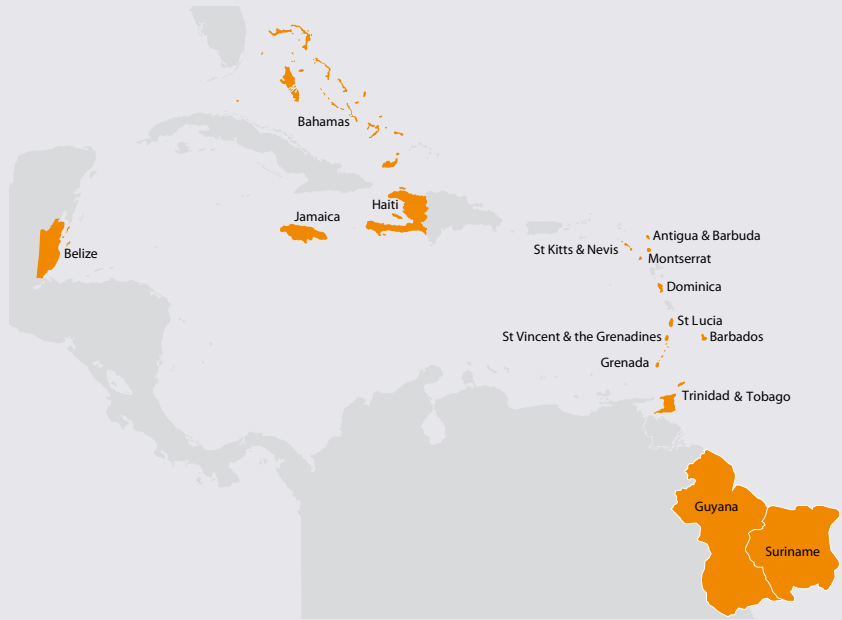 Bahamas
Haiti
Jamaica
Belize
Antigua & Barbuda
St Kitts & Nevis
Montserrat
Dominica
St Lucia
St Vincent & the Grenadines
Barbados
Grenada
Trinidad & Tobago
Guyana
Suriname